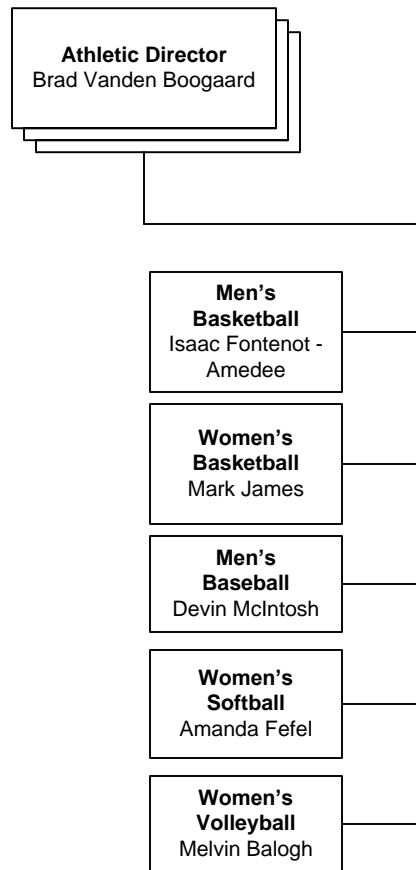 Athletic Director
Brad Vanden Boogaard
Men’s
Basketball
Isaac Fontenot -
Amedee
Women’s
Basketball
Mark James
Men’s
Baseball
Devin McIntosh
Women’s
Softball
Amanda Fefel
Women’s
Volleyball
Melvin Balogh